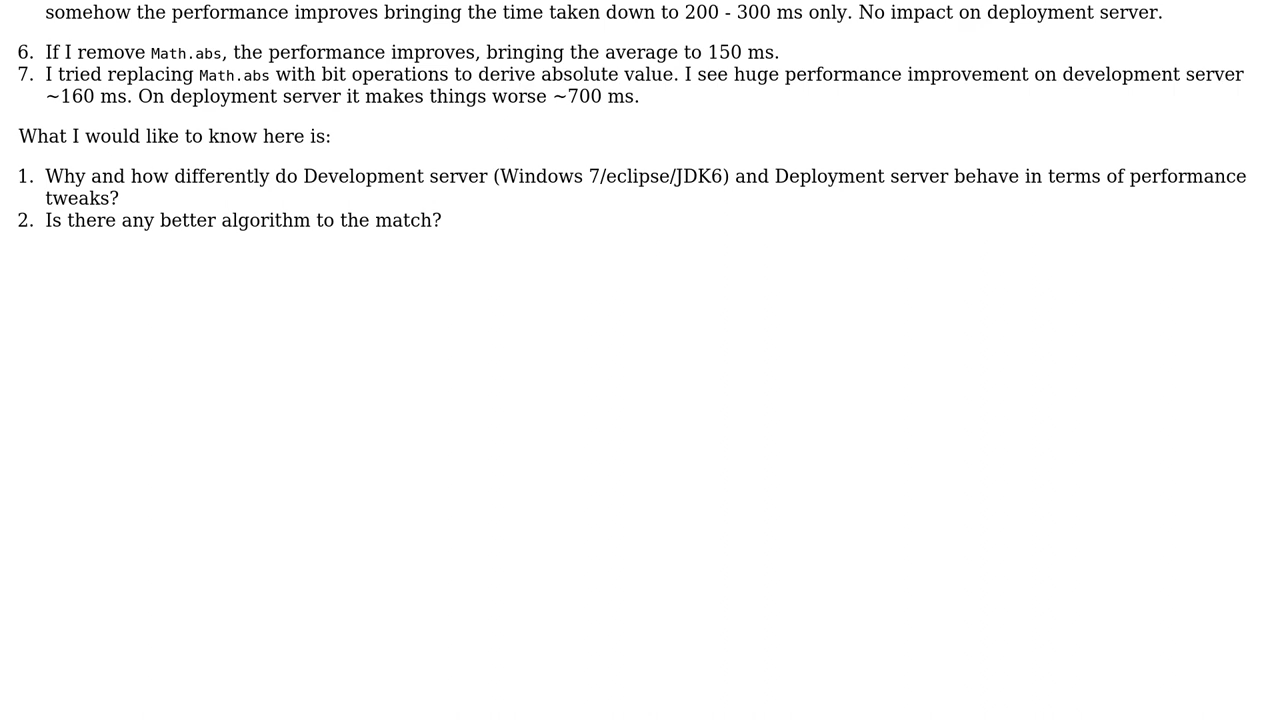 somehow the performance improves bringing the time taken down to 200 - 300 ms only. No impact on deployment server.
6. If I remove Math.abs, the performance improves, bringing the average to 150 ms.
7. I tried replacing Math.abs with bit operations to derive absolute value. I see huge performance improvement on development server
~160 ms. On deployment server it makes things worse ~700 ms.
What I would like to know here is:
1. Why and how differently do Development server (Windows 7/eclipse/JDK6) and Deployment server behave in terms of performance
tweaks?
2. Is there any better algorithm to the match?